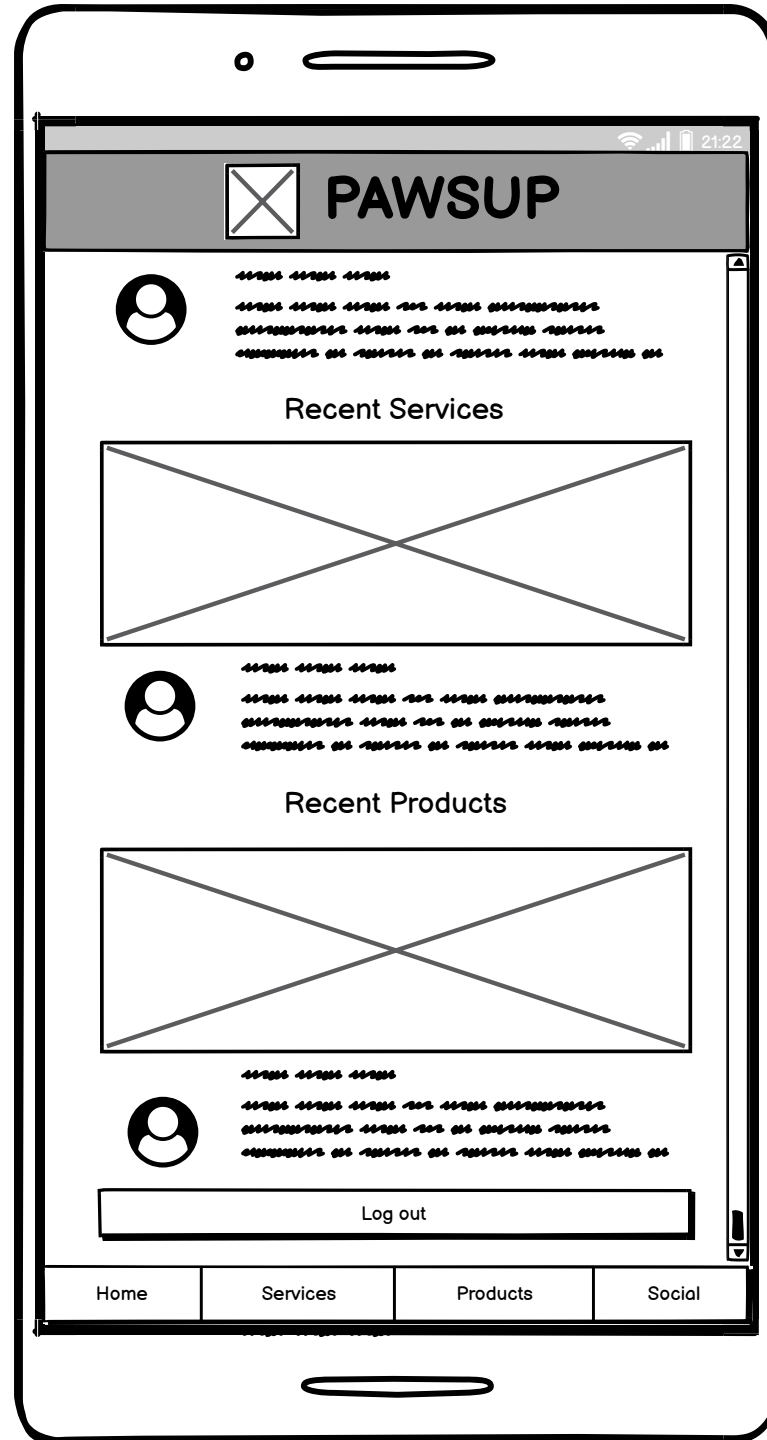 21:22
PAWSUP
Recent Services
Recent Products
Log out
Home Services Products Social